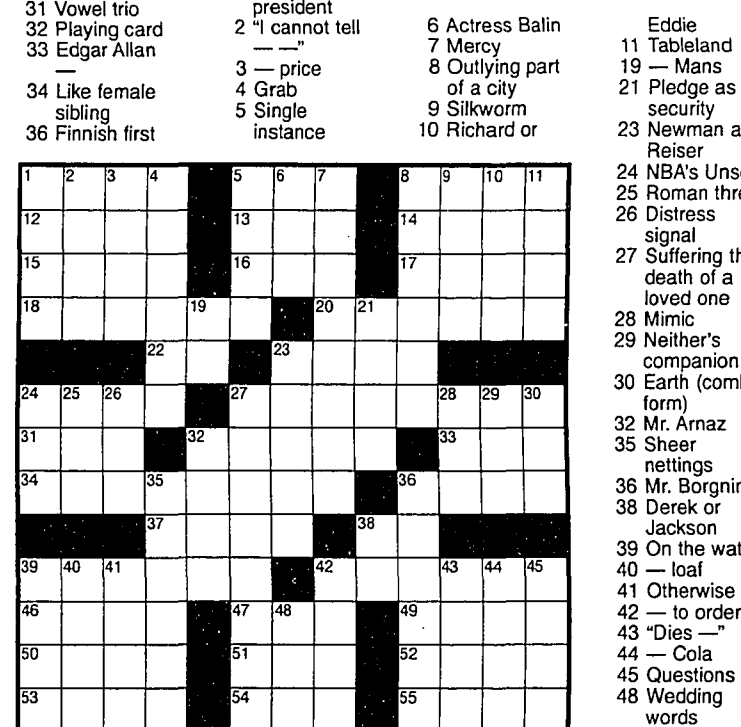 31 Vowel trio
32 Playing card
33 Edgar Allan
—
34 Like female
sibling
36 Finnish first
president
2 "I cannot tell
— —"
3 — price
4 Grab
5 Single
instance
6 Actress Balin
7 Mercy
8 Outlying part
of a city
9 Silkworm
10 Richard or
Eddie
11 Tableland
19 — Mans
21 Pledge as
security
23 Newman a
Reiser
24 NBA's Uns
25 Roman thr
26 Distress
signal
27 Suffering th
death of a
loved one
28 Mimic
29 Neither's
companion
30 Earth (com
form)
32 Mr. Arnaz
35 Sheer
nettings
36 Mr. Borgnin
38 Derek or
Jackson
39 On the wat
40 — loaf
41 Otherwise
42 — to order
43 "Dies —"
44 — Cola
45 Questions
48 Wedding
words
1 2 3 4 5 6 7 8 9 10 11
12 13 14
15 16 17
18 19 20 21
22 23
24 25 26 27 28 29 30
31 32 33
34 35 36
37 38
39 40 41 42 43 44 45
46 47 48 49
50 51 52
53 54 55